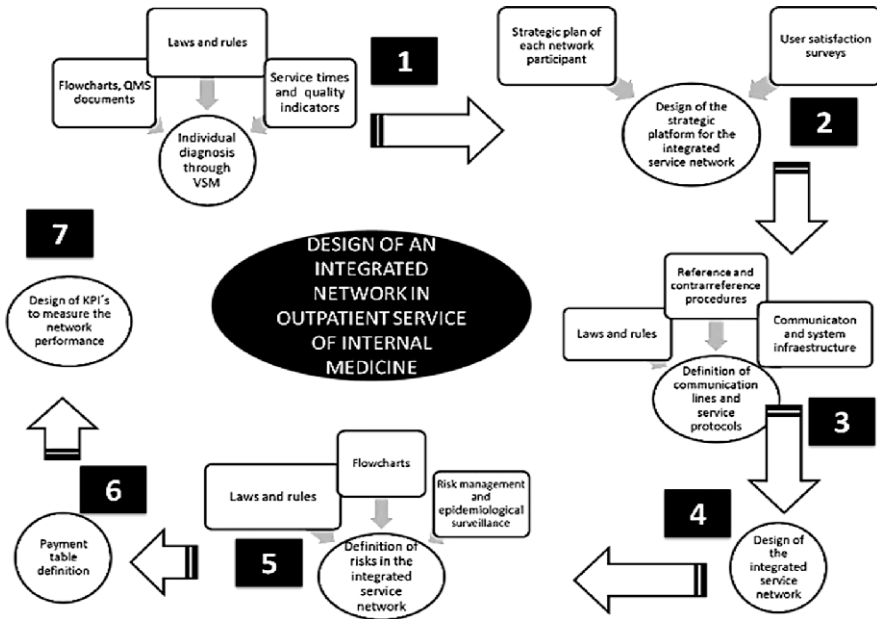 Laws and rules
Flowcharts, QMS
documents
Service times
and quality
indicators
Individual
diagnosis
through
VSM
1
Strategic plan of
each network
participant
User satisfaction
surveys
Design of the
strategic
platform for the
integrated
service network
2
Reference and
contrarreference
procedures
Laws and rules
Communicaton
and system
infraestructure
Definition of
communication
lines and
service
protocols
3
4
Design of
the
integrated
service
network
Flowcharts
Laws and rules
Risk management
and
epidemiological
surveillance
Definition of
risks in the
integrated
service
network
5
6
Payment
table
definition
7
Design of KPI´s
to measure the
network
performance
DESIGN OF AN
INTEGRATED
NETWORK IN
OUTPATIENT SERVICE
OF INTERNAL
MEDICINE